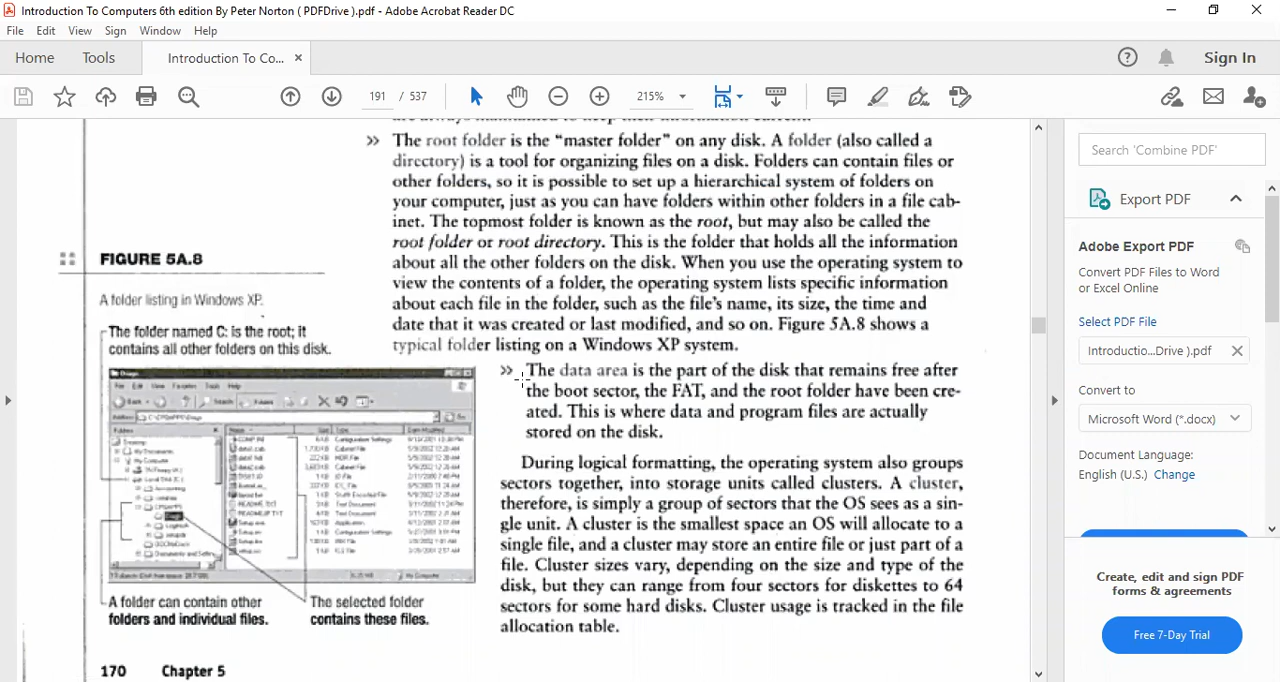 Introduction To Computers 6th edition By Peter Norton ( PDFDrive ).pdf - Adobe Acrobat Reader DC
File Edit View Sign Window Help
Home Tools Introduction To Co... ×
Sign In
191 / 537
215%
The root folder is the “master folder” on any disk. A folder (also called a
directory) is a tool for organizing files on a disk. Folders can contain files or
other folders, so it is possible to set up a hierarchical system of folders on
your computer, just as you can have folders within other folders in a file cab-
inet. The topmost folder is known as the root, but may also be called the
root folder or root directory. This is the folder that holds all the information
about all the other folders on the disk. When you use the operating system to
view the contents of a folder, the operating system lists specific information
about each file in the folder, such as the file's name, its size, the time and
date that it was created or last modified, and so on. Figure 5A.8 shows a
typical folder listing on a Windows XP system.
FIGURE 5A.8
A folder listing in Windows XP.
The folder named C: is the root; it
contains all other folders on this disk.
A folder can contain other
folders and individual files.
The selected folder
contains these files.
>> The data area is the part of the disk that remains free after
the boot sector, the FAT, and the root folder have been cre-
ated. This is where data and program files are actually
stored on the disk.
During logical formatting, the operating system also groups
sectors together, into storage units called clusters. A cluster,
therefore, is simply a group of sectors that the OS sees as a sin-
gle unit. A cluster is the smallest space an OS will allocate to a
single file, and a cluster may store an entire file or just part of a
file. Cluster sizes vary, depending on the size and type of the
disk, but they can range from four sectors for diskettes to 64
sectors for some hard disks. Cluster usage is tracked in the file
allocation table.
170 Chapter 5
Search 'Combine PDF'
Export PDF
Adobe Export PDF
Convert PDF Files to Word
or Excel Online
Select PDF File
Introductio...Drive ).pdf
Convert to
Microsoft Word (*.docx)
Document Language:
English (U.S.) Change
Create, edit and sign PDF
forms & agreements
Free 7-Day Trial